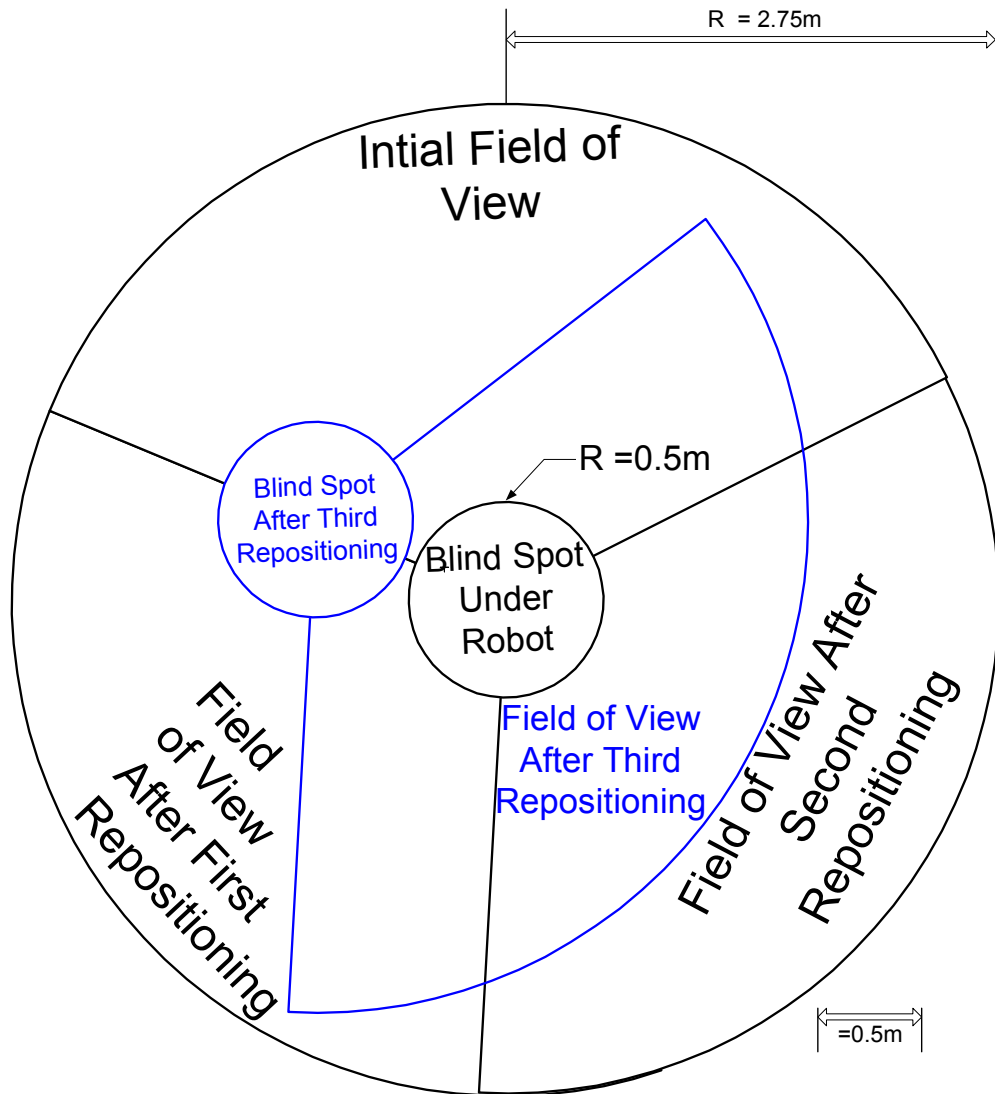 R = 2.75m
Intial Field of
View
R =0.5m
Blind Spot
After Third
Repositioning
Blind Spot
Under
Robot
Field
of View
After First
Repositioning
Field of View
After Third
Repositioning
Field of View After
Second
Repositioning
=0.5m